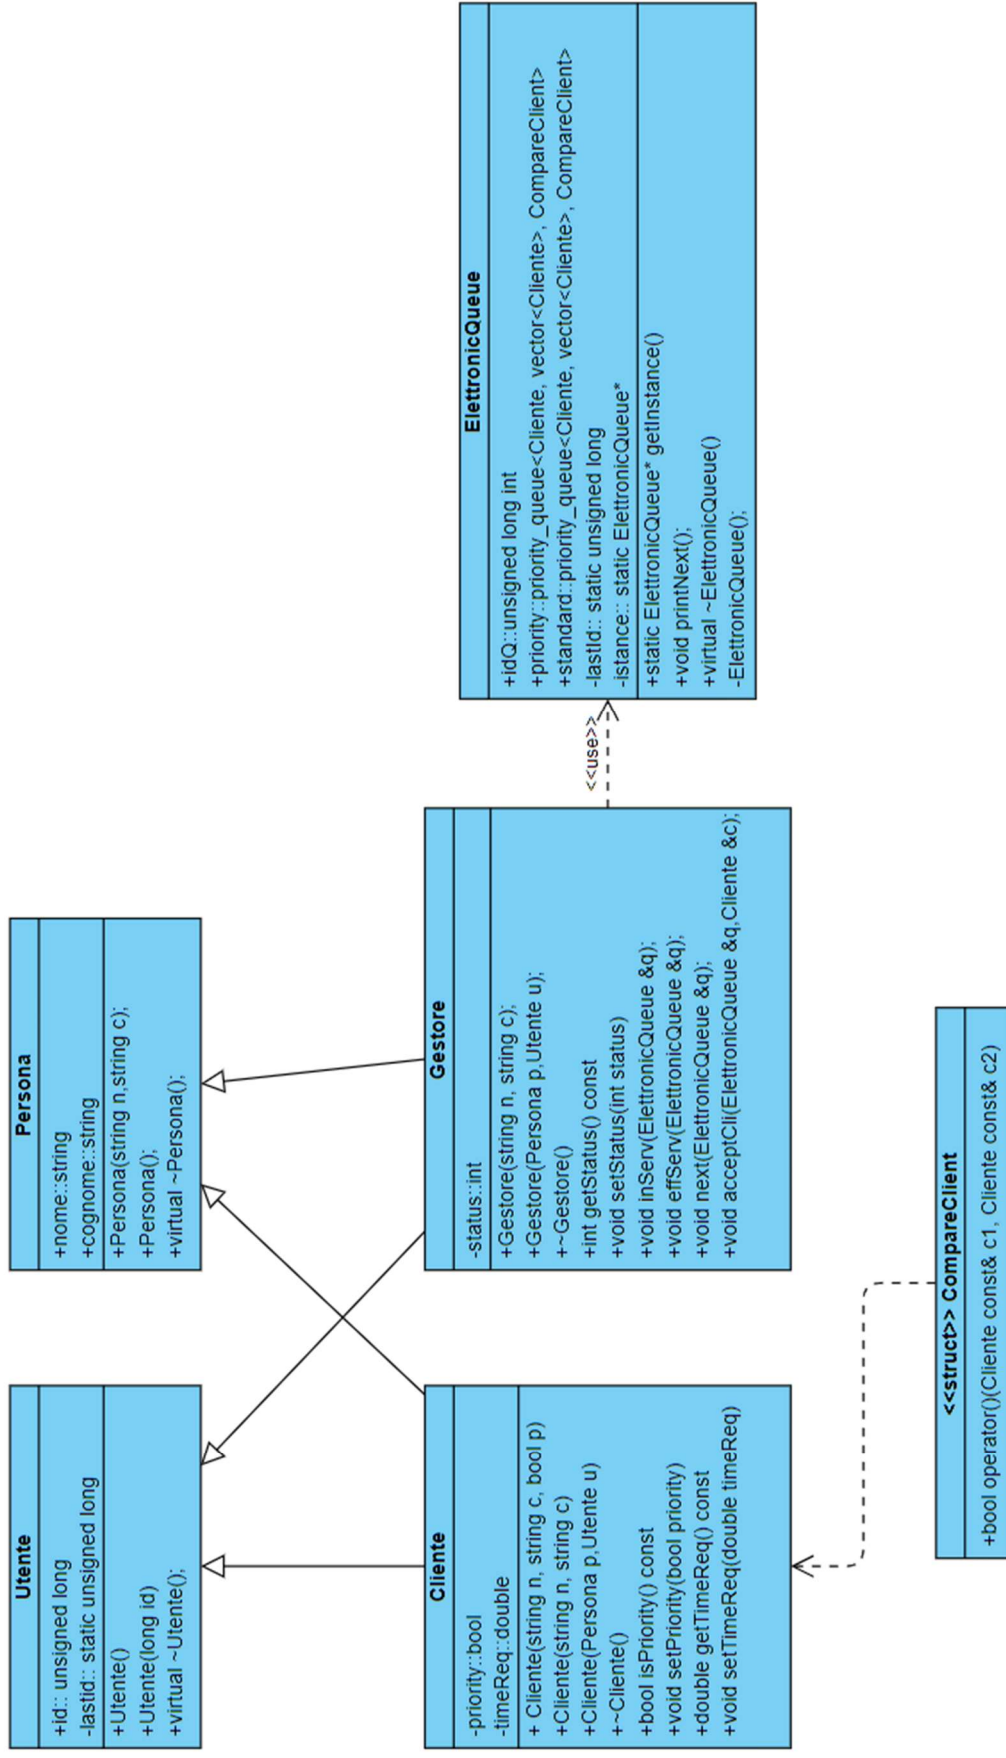 Utente
+id:: unsigned long
-lastid:: static unsigned long
+Utente()
+Utente(long id)
+virtual ~Utente();
Persona
+nome::string
+cognome::string
+Persona(string n,string c);
+Persona();
+virtual ~Persona();
Cliente
-priority::bool
-timeReq::double
+ Cliente(string n, string c, bool p)
+Cliente(string n, string c)
+Cliente(Persona p,Utente u)
+~Cliente()
+bool isPriority() const
+void setPriority(bool priority)
+double getTimeReq() const
+void setTimeReq(double timeReq)
Gestore
-status::int
+Gestore(string n, string c);
+Gestore(Persona p,Utente u);
+~Gestore()
+int getStatus() const
+void setStatus(int status)
+void inServ(ElettronicQueue &q);
+void effServ(ElettronicQueue &q);
+void next(ElettronicQueue &q);
+void acceptCli(ElettronicQueue &q,Cliente &c);
<<use>>
ElettronicQueue
+idQ::unsigned long int
+priority::priority_queue<Cliente, vector<Cliente>, CompareClient>
+standard::priority_queue<Cliente, vector<Cliente>, CompareClient>
-lastId:: static unsigned long
-istance:: static ElettronicQueue*
+static ElettronicQueue* getInstance()
+void printNext();
+virtual ~ElettronicQueue()
-ElettronicQueue();
<<struct>> CompareClient
+bool operator()(Cliente const& c1, Cliente const& c2)